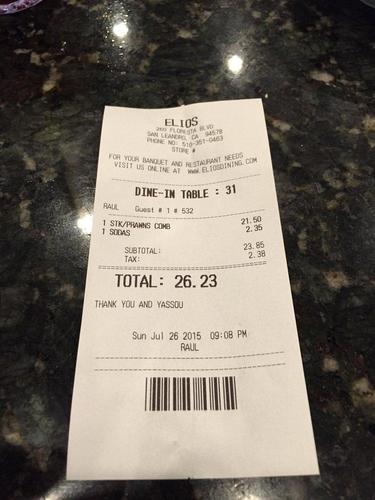 ELIOS
260 FLORESTA BLVD
SAN LEANDRO, CA 94578
PHONE NO: 510-351-0463
STORE #
FOR YOUR BANQUET AND RESTAURANT NEEDS
VISIT US ONLINE AT WWW.ELIOSDINING.COM
DINE-IN TABLE : 31
RAUL Guest # 1 # 532
1 STK/PRAWNS COMB 21.50
1 SODAS 2.35
SUBTOTAL: 23.85
TAX: 2.38
TOTAL: 26.23
THANK YOU AND YASSOU
Sun Jul 26 2015 09:08 PM
RAUL